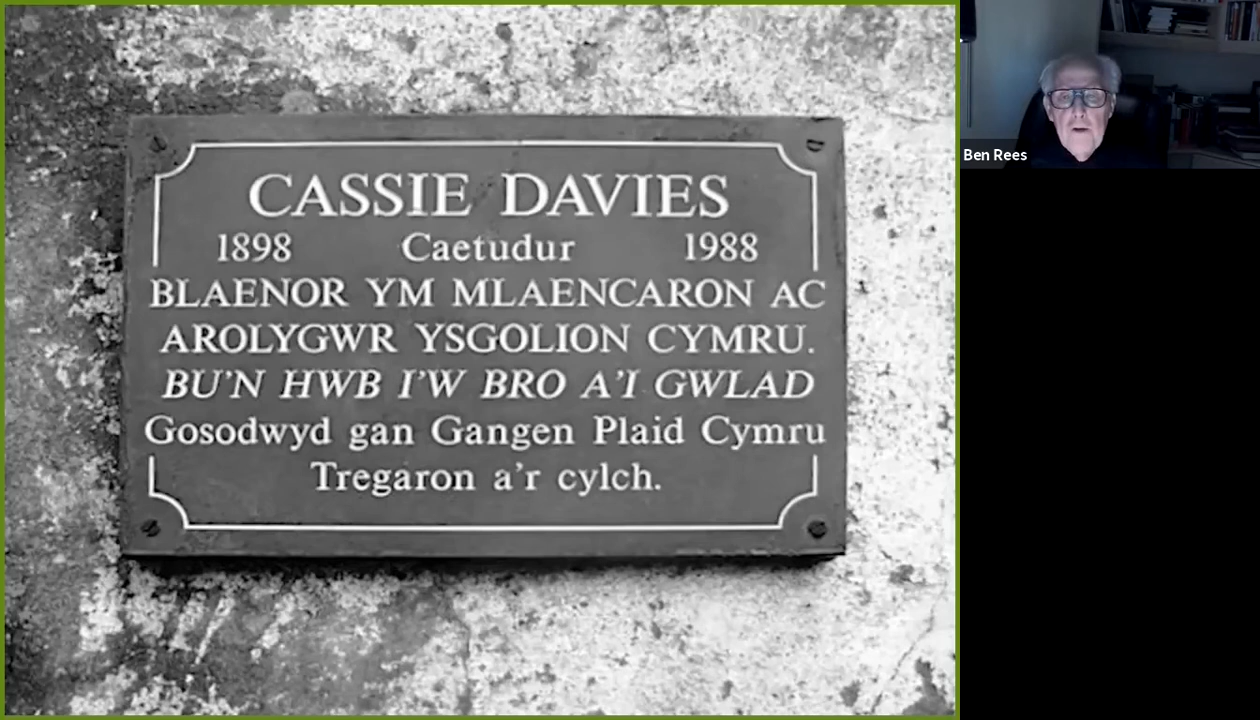 CASSIE DAVIES
1898 Caetudur 1988
BLAENOR YM MLAENCARON AC
AROLYGWR YSGOLION CYMRU.
BU'N HWB I'W BRO A'I GWLAD
Gosodwyd gan Gangen Plaid Cymru
Tregaron a'r cylch.
Ben Rees